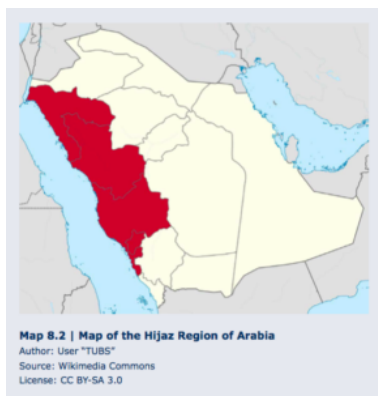 Map 8.2 | Map of the Hijaz Region of Arabia
Author: User "TUBS"
Source: Wikimedia Commons
License: CC BY-SA 3.0